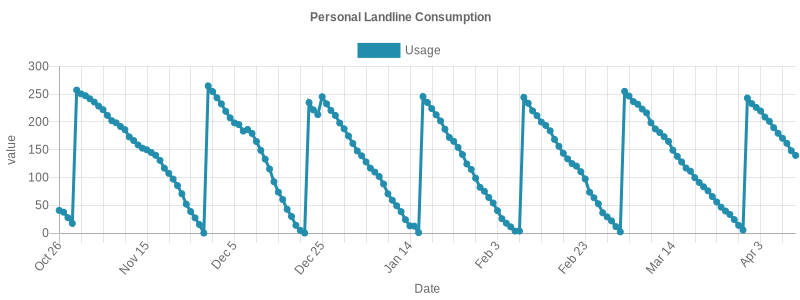 Personal Landline Consumption
Usage
300
250
200
150
100
50
0
value
Oct 26
Nov 15
Dec 5
Dec 25
Jan 14
Feb 3
Feb 23
Mar 14
Apr 3
Date